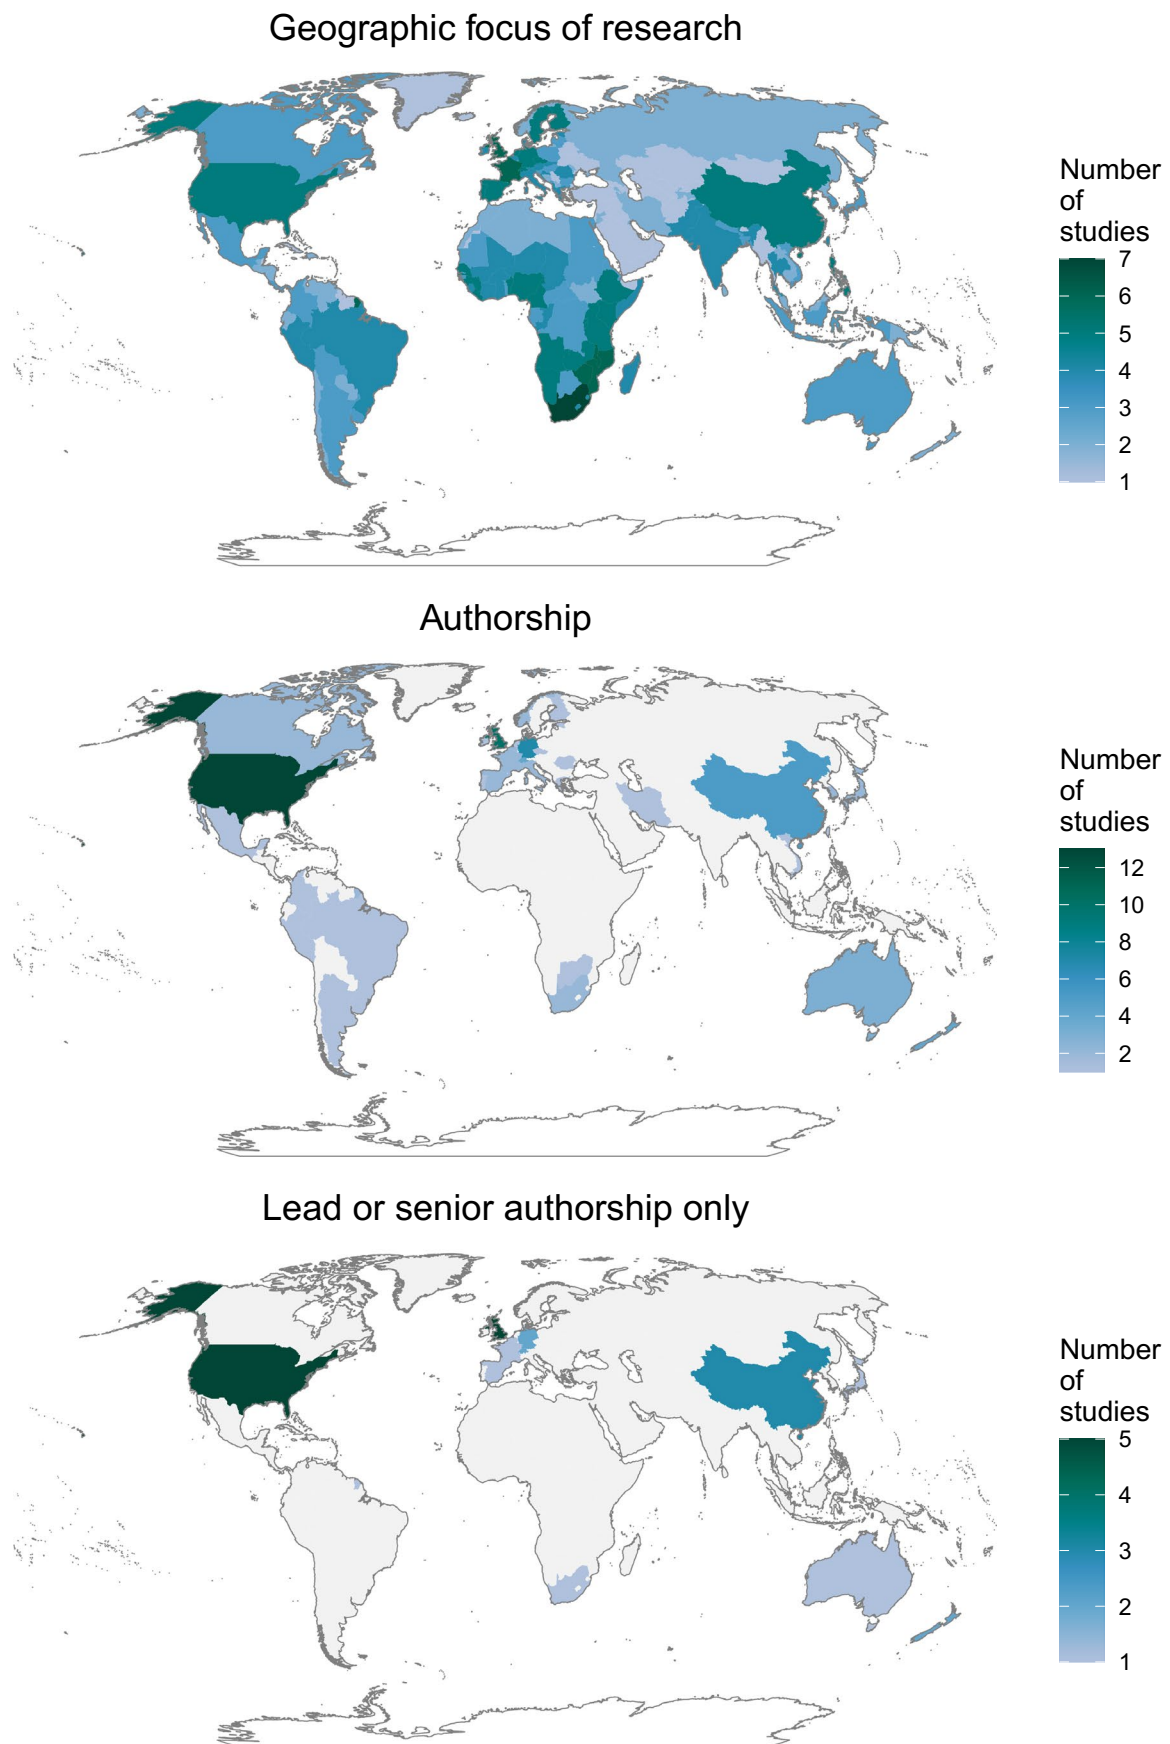 Geographic focus of research
Number
of
studies
7
6
5
4
3
2
1
Authorship
Number
of
studies
12
10
8
6
4
2
Lead or senior authorship only
Number
of
studies
5
4
3
2
1